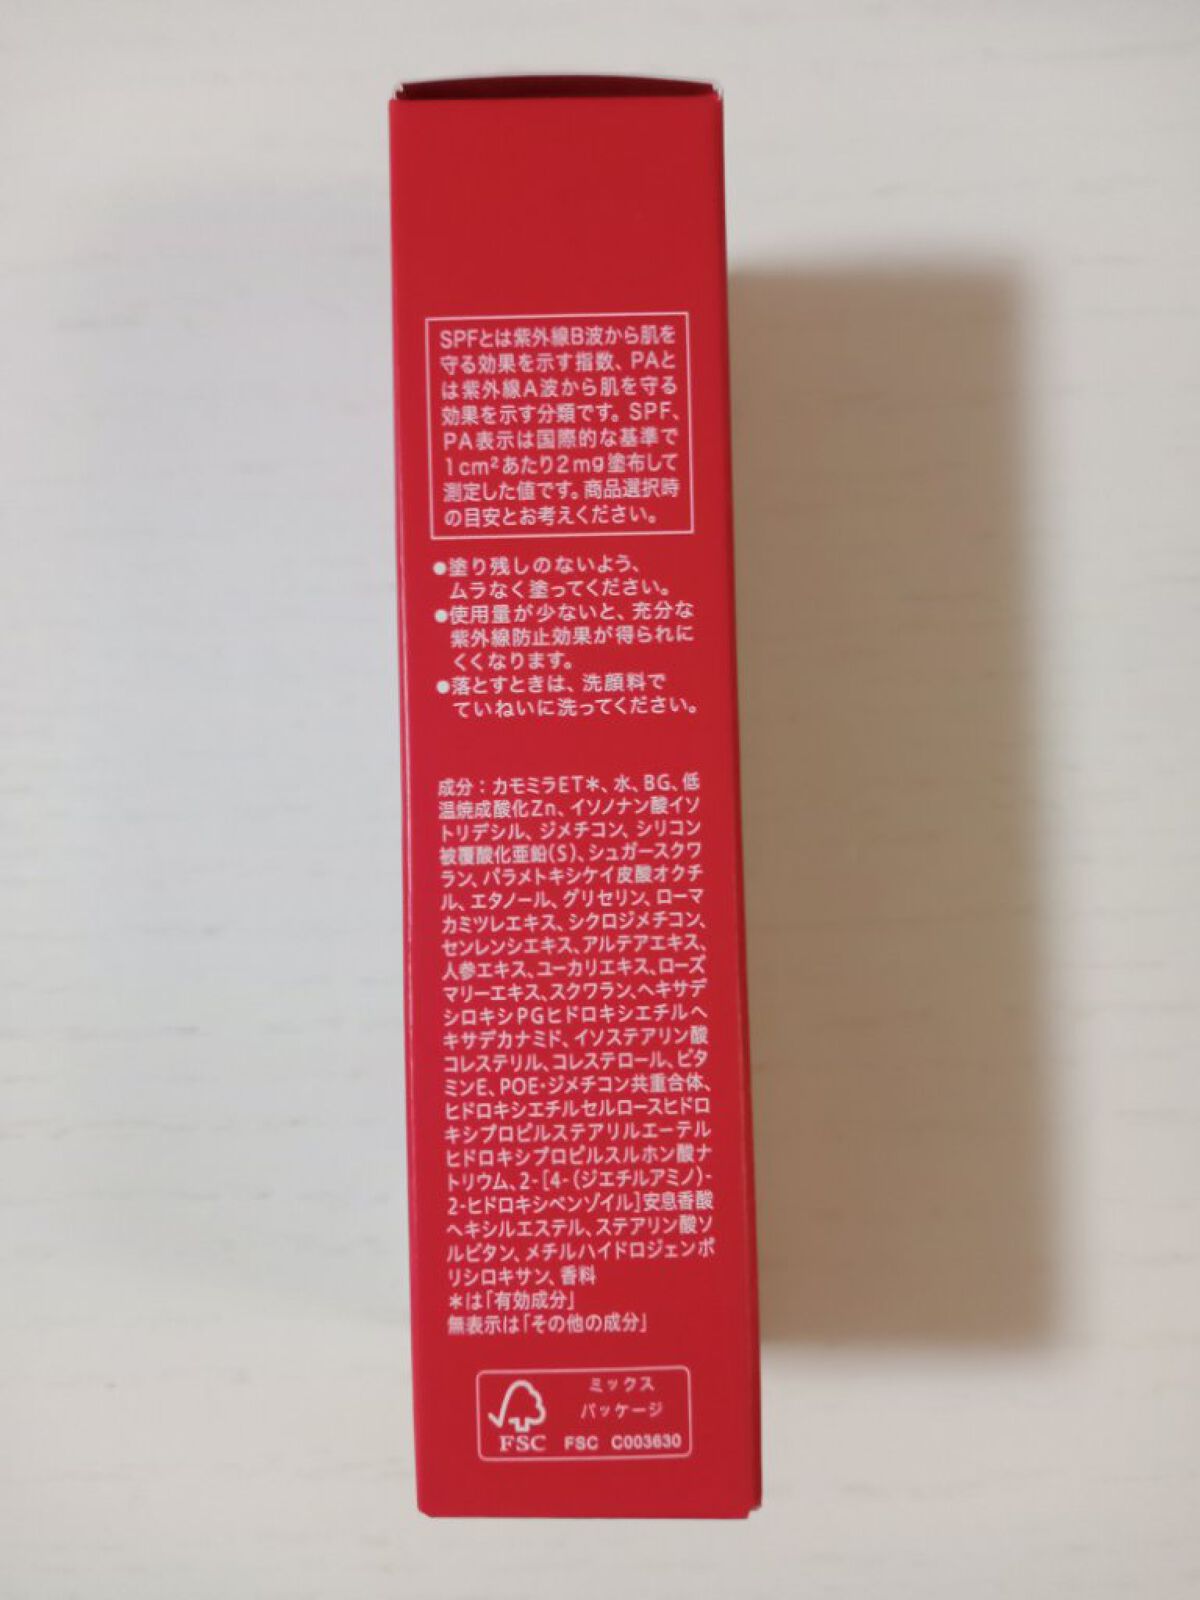 SPFとは紫外線B波から肌を
守る効果を示す指数、PAと
は紫外線A波から肌を守る
効果を示す分類です。SPF、
PA表示は国際的な基準で
1cm²あたり2mg塗布して
測定した値です。商品選択時
の目安とお考えください。
●塗り残しのないよう、
ムラなく塗ってください。
●使用量が少ないと、充分な
紫外線防止効果が得られに
くくなります。
●落とすときは、洗顔料で
ていねいに洗ってください。
成分：カモミラET＊、水、BG、低
温焼成酸化Zn、イソノナン酸イソ
トリデシル、ジメチコン、シリコン
被覆酸化亜鉛(S)、シュガースクワ
ラン、パラメトキシケイ皮酸オクチ
ル、エタノール、グリセリン、ローマ
カミツレエキス、シクロジメチコン、
センレンシエキス、アルテアエキス、
人参エキス、ユーカリエキス、ローズ
マリーエキス、スクワラン、ヘキサデ
シロキシPGヒドロキシエチルヘ
キサデカナミド、イソステアリン酸
コレステリル、コレステロール、ビタ
ミンE、POE・ジメチコン共重合体、
ヒドロキシエチルセルロースヒドロ
キシプロピルステアリルエーテル
ヒドロキシプロピルスルホン酸ナ
トリウム、2-[4-(ジエチルアミノ)-
2-ヒドロキシベンゾイル]安息香酸
ヘキシルエステル、ステアリン酸ソ
ルビタン、メチルハイドロジェンポ
リシロキサン、香料
＊は「有効成分」
無表示は「その他の成分」
ミックス
パッケージ
FSC FSC C003630